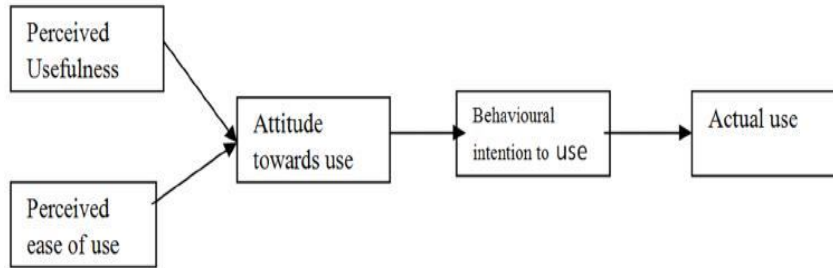 Perceived
Usefulness
Perceived
ease of use
Attitude
towards use
Behavioural
intention to use
Actual use